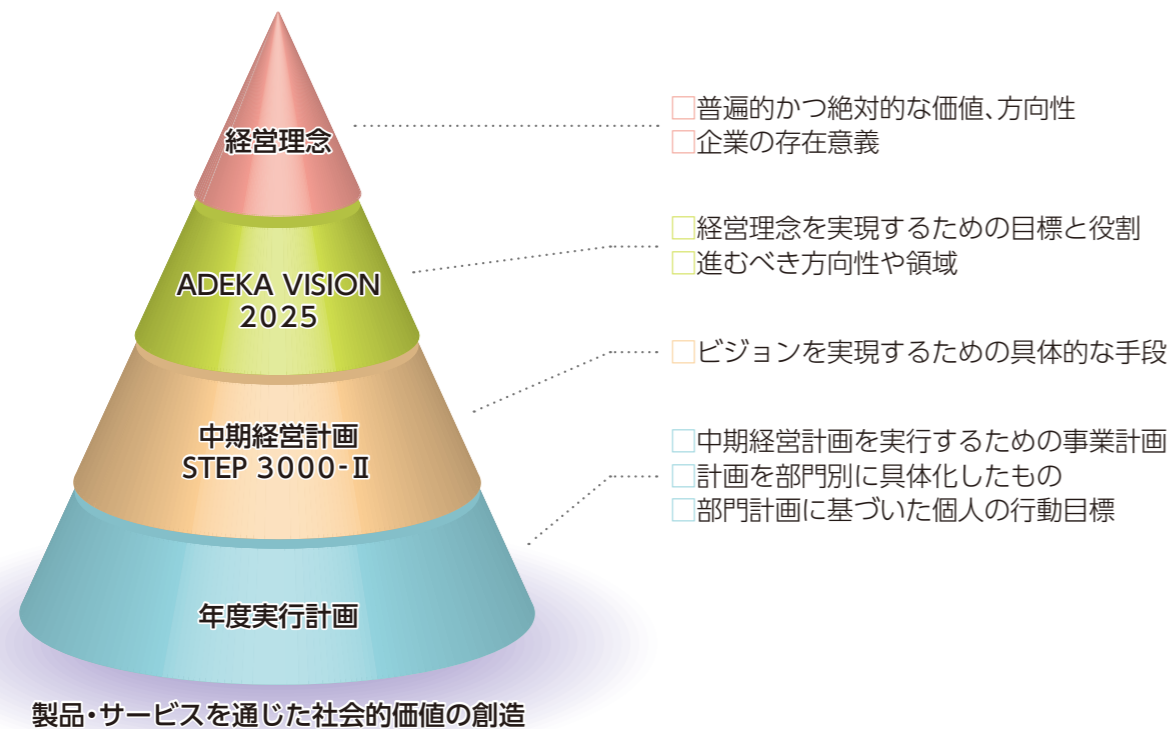 経営理念
□普遍的かつ絶対的な価値、方向性
□企業の存在意義
ADEKA VISION
2025
□経営理念を実現するための目標と役割
□進むべき方向性や領域
中期経営計画
STEP 3000-Ⅱ
□ビジョンを実現するための具体的な手段
年度実行計画
□中期経営計画を実行するための事業計画
□計画を部門別に具体化したもの
□部門計画に基づいた個人の行動目標
製品・サービスを通じた社会的価値の創造